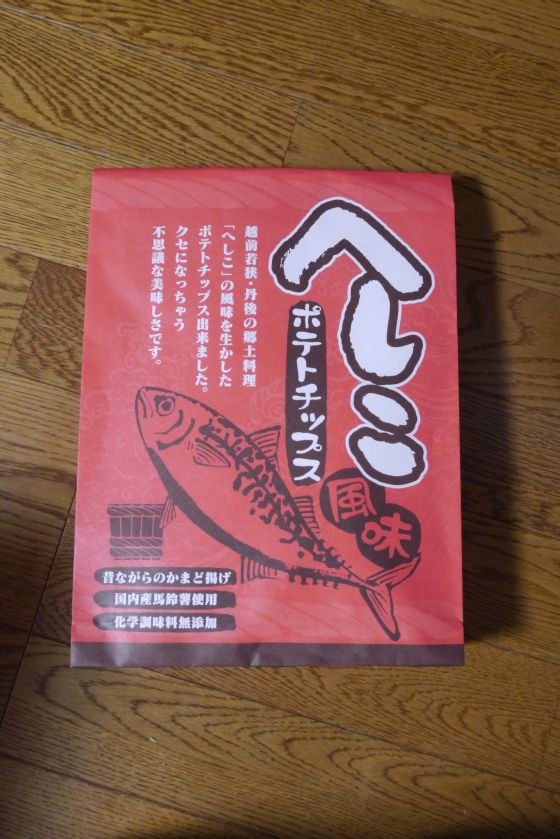 へしこ
ポテトチップス
風味
越前若狭・丹後の郷土料理
「へしこ」の風味を生かした
ポテトチップス出来ました。
クセになっちゃう
不思議な美味しさです。
昔ながらのかまど揚げ
国内産馬鈴薯使用
化学調味料無添加